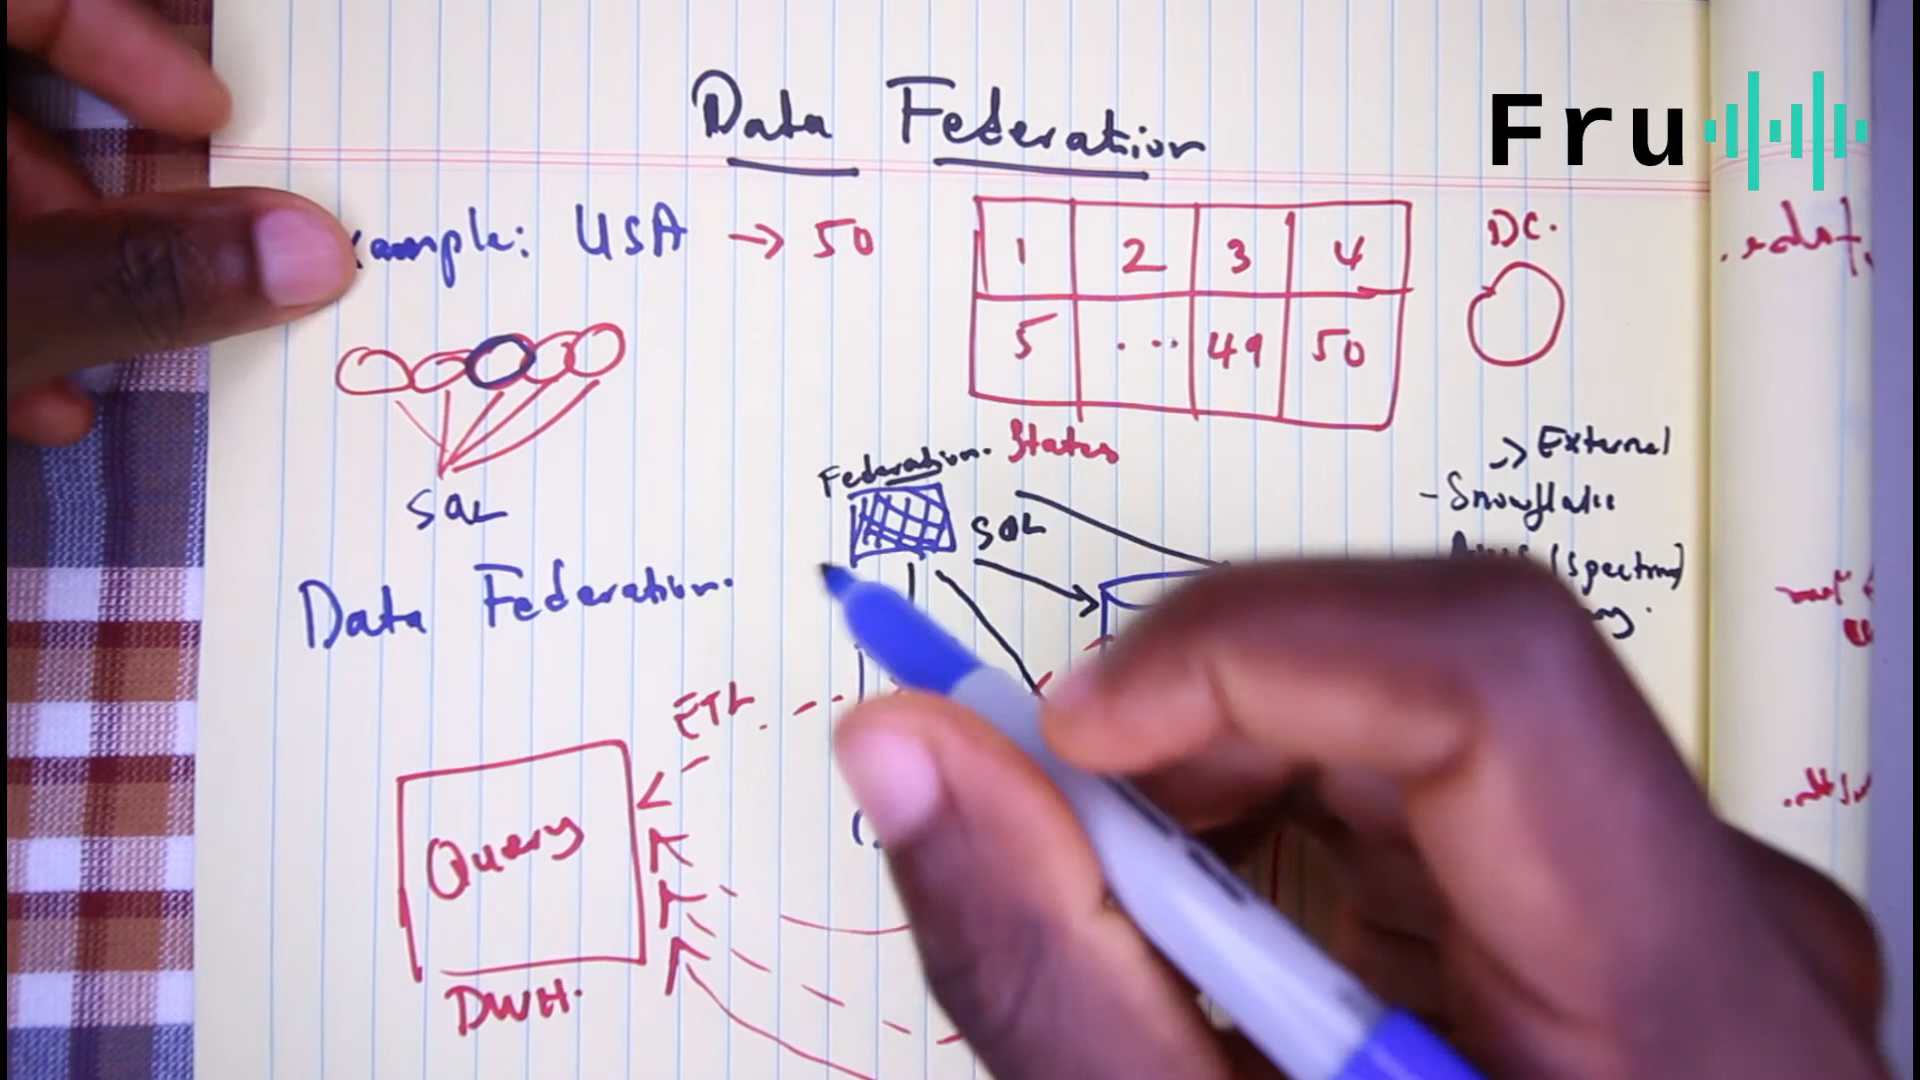 Data Federation
Fru
xample: USA → 50
1 2 3 4
5 ... 49 50
DC.
States
SQL
Federation.
SQL
→ External
- Snowflake
(Spectrum)
Data Federation.
ETL
Query
DWH.